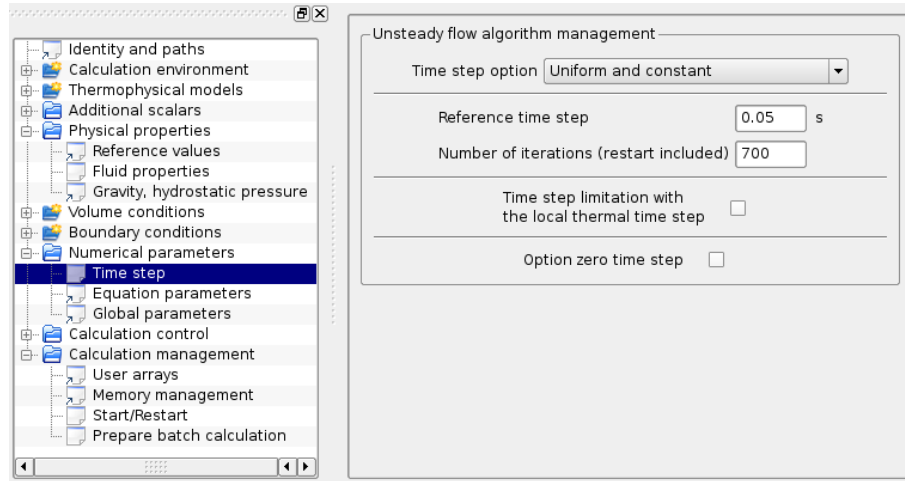 Identity and paths
Calculation environment
Thermophysical models
Additional scalars
Physical properties
Reference values
Fluid properties
Gravity, hydrostatic pressure
Volume conditions
Boundary conditions
Numerical parameters
Time step
Equation parameters
Global parameters
Calculation control
Calculation management
User arrays
Memory management
Start/Restart
Prepare batch calculation
Unsteady flow algorithm management
Time step option Uniform and constant
Reference time step 0.05 s
Number of iterations (restart included) 700
Time step limitation with
the local thermal time step
Option zero time step